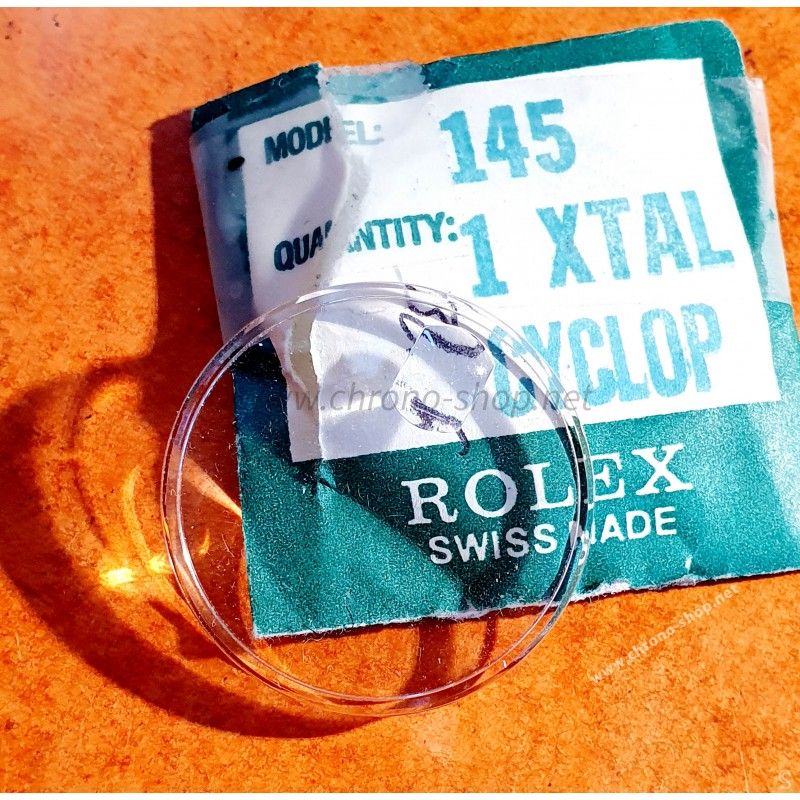 MODEL: 145
QUANTITY: 1 XTAL
CYCLOP
www.chrono-shop.net
ROLEX
SWISS MADE
www.chrono-shop.net